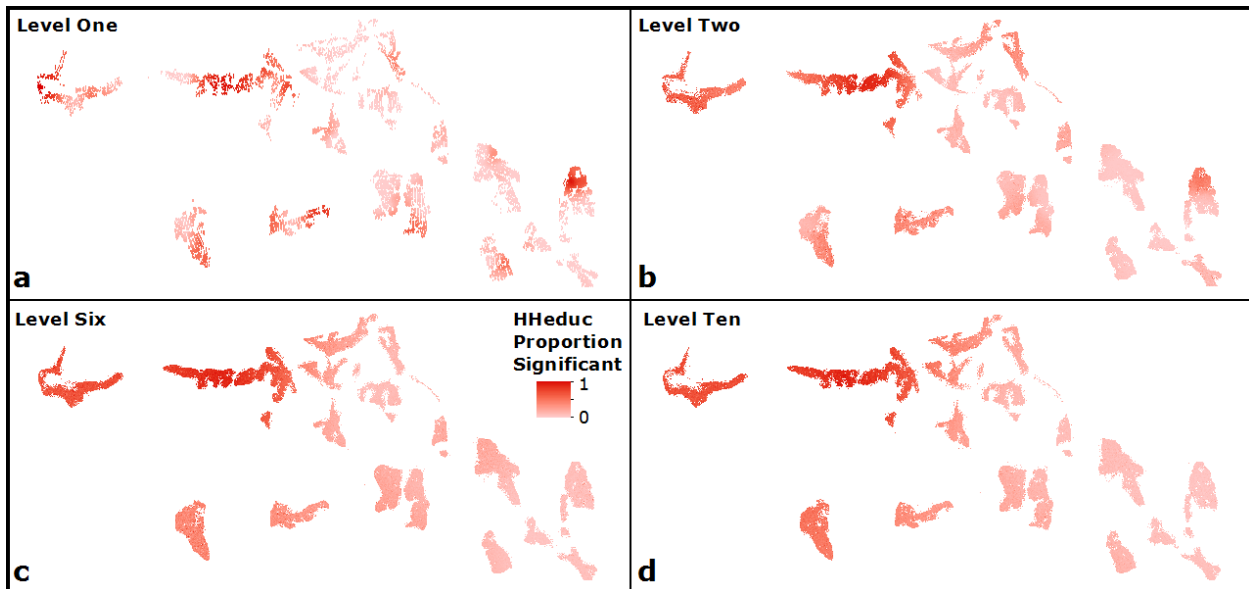 Level One
a
Level Two
b
Level Six
HHeduc
Proportion
Significant
1
0
c
Level Ten
d